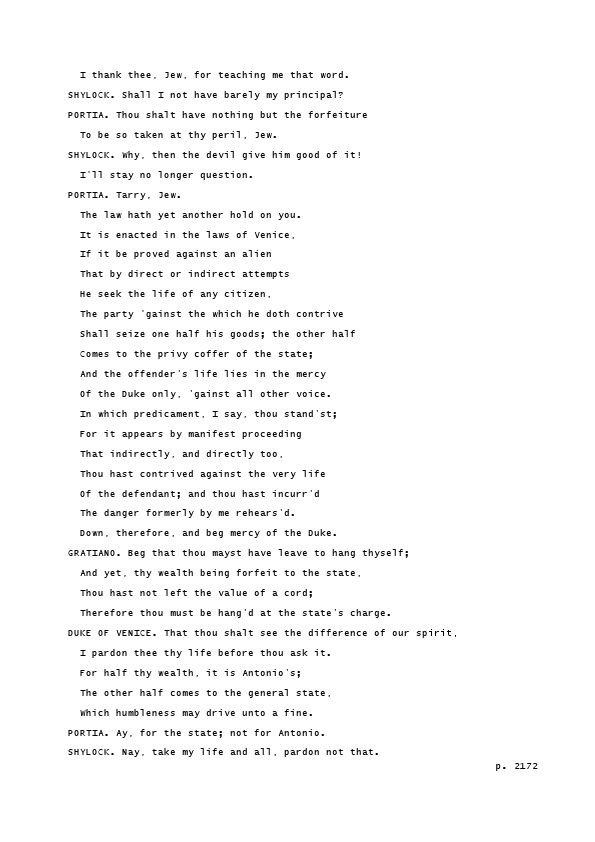 I thank thee, Jew, for teaching me that word.
SHYLOCK. Shall I not have barely my principal?
PORTIA. Thou shalt have nothing but the forfeiture
To be so taken at thy peril, Jew.
SHYLOCK. Why, then the devil give him good of it!
I'll stay no longer question.
PORTIA. Tarry, Jew.
The law hath yet another hold on you.
It is enacted in the laws of Venice,
If it be proved against an alien
That by direct or indirect attempts
He seek the life of any citizen,
The party 'gainst the which he doth contrive
Shall seize one half his goods; the other half
Comes to the privy coffer of the state;
And the offender's life lies in the mercy
Of the Duke only, 'gainst all other voice.
In which predicament, I say, thou stand'st;
For it appears by manifest proceeding
That indirectly, and directly too,
Thou hast contrived against the very life
Of the defendant; and thou hast incurr'd
The danger formerly by me rehears'd.
Down, therefore, and beg mercy of the Duke.
GRATIANO. Beg that thou mayst have leave to hang thyself;
And yet, thy wealth being forfeit to the state,
Thou hast not left the value of a cord;
Therefore thou must be hang'd at the state's charge.
DUKE OF VENICE. That thou shalt see the difference of our spirit,
I pardon thee thy life before thou ask it.
For half thy wealth, it is Antonio's;
The other half comes to the general state,
Which humbleness may drive unto a fine.
PORTIA. Ay, for the state; not for Antonio.
SHYLOCK. Nay, take my life and all, pardon not that.
p. 2172